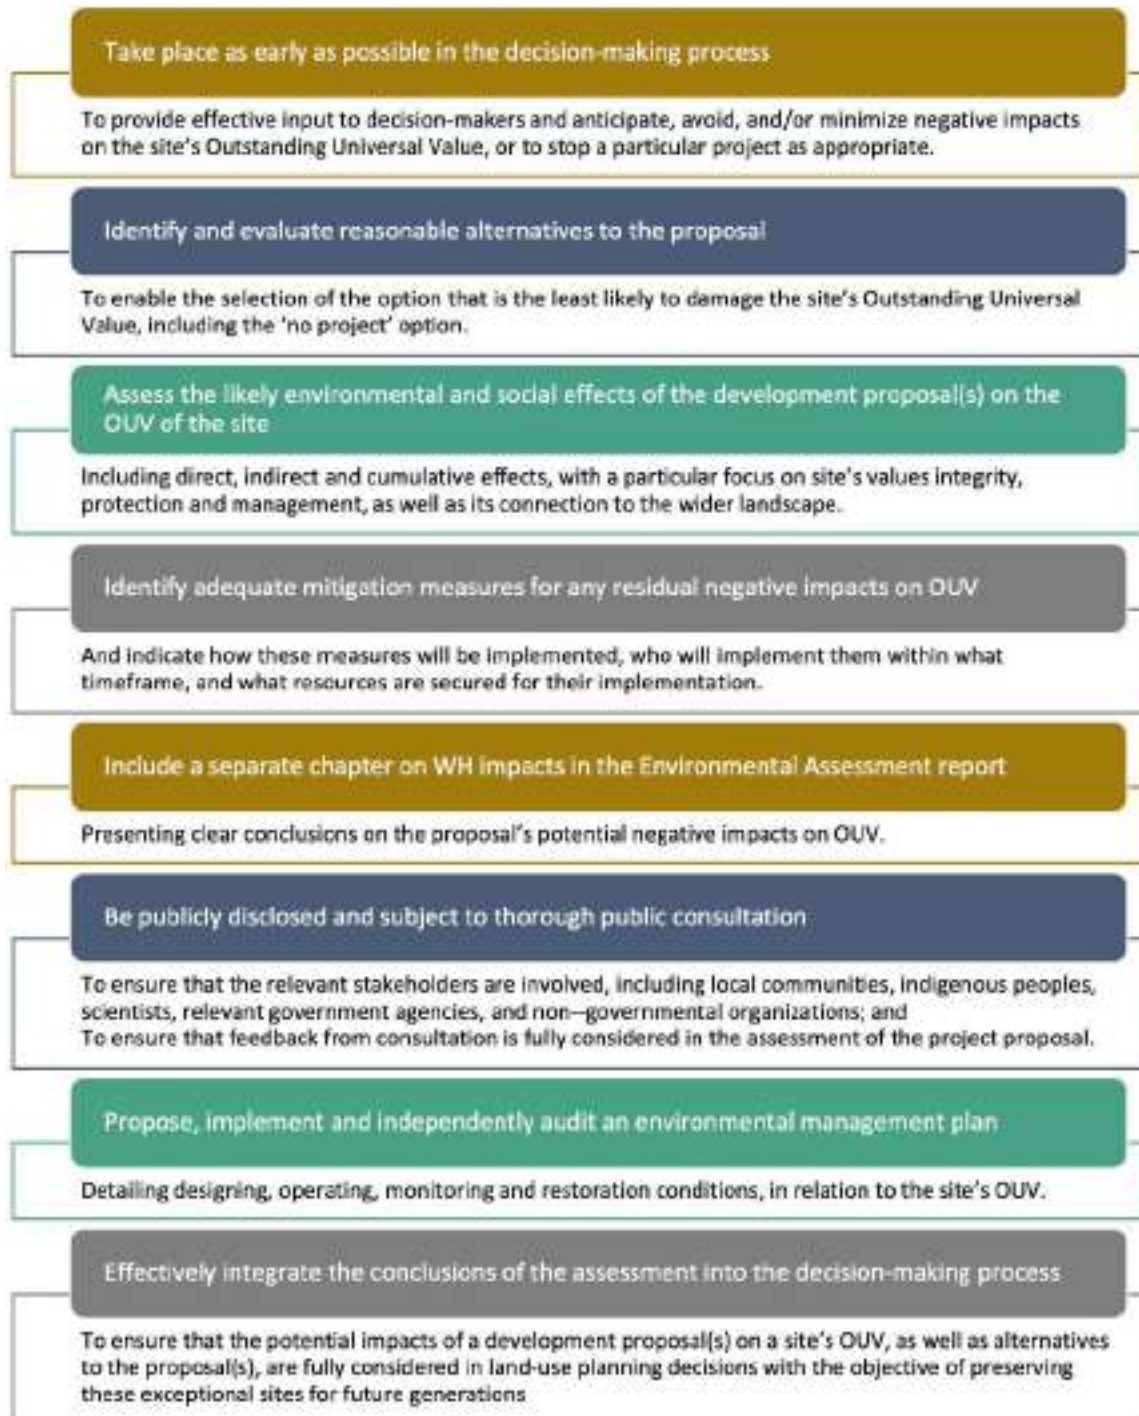 Take place as early as possible in the decision-making process
To provide effective input to decision-makers and anticipate, avoid, and/or minimize negative impacts
on the site's Outstanding Universal Value, or to stop a particular project as appropriate.
Identify and evaluate reasonable alternatives to the proposal
To enable the selection of the option that is the least likely to damage the site's Outstanding Universal
Value, including the 'no project' option.
Assess the likely environmental and social effects of the development proposal(s) on the
OUV of the site
Including direct, indirect and cumulative effects, with a particular focus on site's values integrity,
protection and management, as well as its connection to the wider landscape.
Identify adequate mitigation measures for any residual negative impacts on OUV
And indicate how these measures will be implemented, who will implement them within what
timeframe, and what resources are secured for their implementation.
Include a separate chapter on WH impacts in the Environmental Assessment report
Presenting clear conclusions on the proposal's potential negative impacts on OUV.
Be publicly disclosed and subject to thorough public consultation
To ensure that the relevant stakeholders are involved, including local communities, indigenous peoples,
scientists, relevant government agencies, and non--governmental organizations; and
To ensure that feedback from consultation is fully considered in the assessment of the project proposal.
Propose, implement and independently audit an environmental management plan
Detailing designing, operating, monitoring and restoration conditions, in relation to the site's OUV.
Effectively integrate the conclusions of the assessment into the decision-making process
To ensure that the potential impacts of a development proposal(s) on a site's OUV, as well as alternatives
to the proposal(s), are fully considered in land-use planning decisions with the objective of preserving
these exceptional sites for future generations